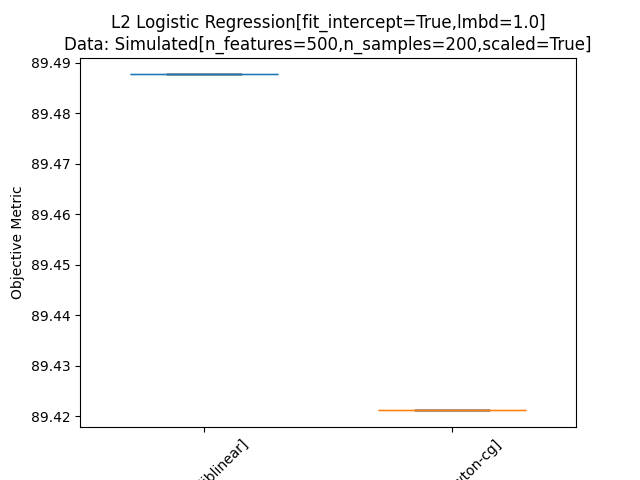 L2 Logistic Regression[fit_intercept=True,lmbd=1.0]
Data: Simulated[n_features=500,n_samples=200,scaled=True]
89.49
89.48
89.47
89.46
89.45
89.44
89.43
89.42
Objective Metric
iblinear]
ton-cg]